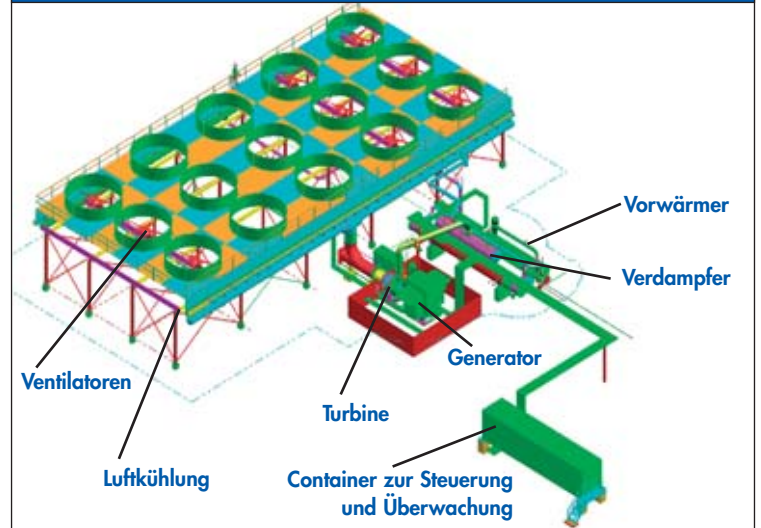 Vorwärmer
Verdampfer
Generator
Ventilatoren
Turbine
Luftkühlung
Container zur Steuerung
und Überwachung